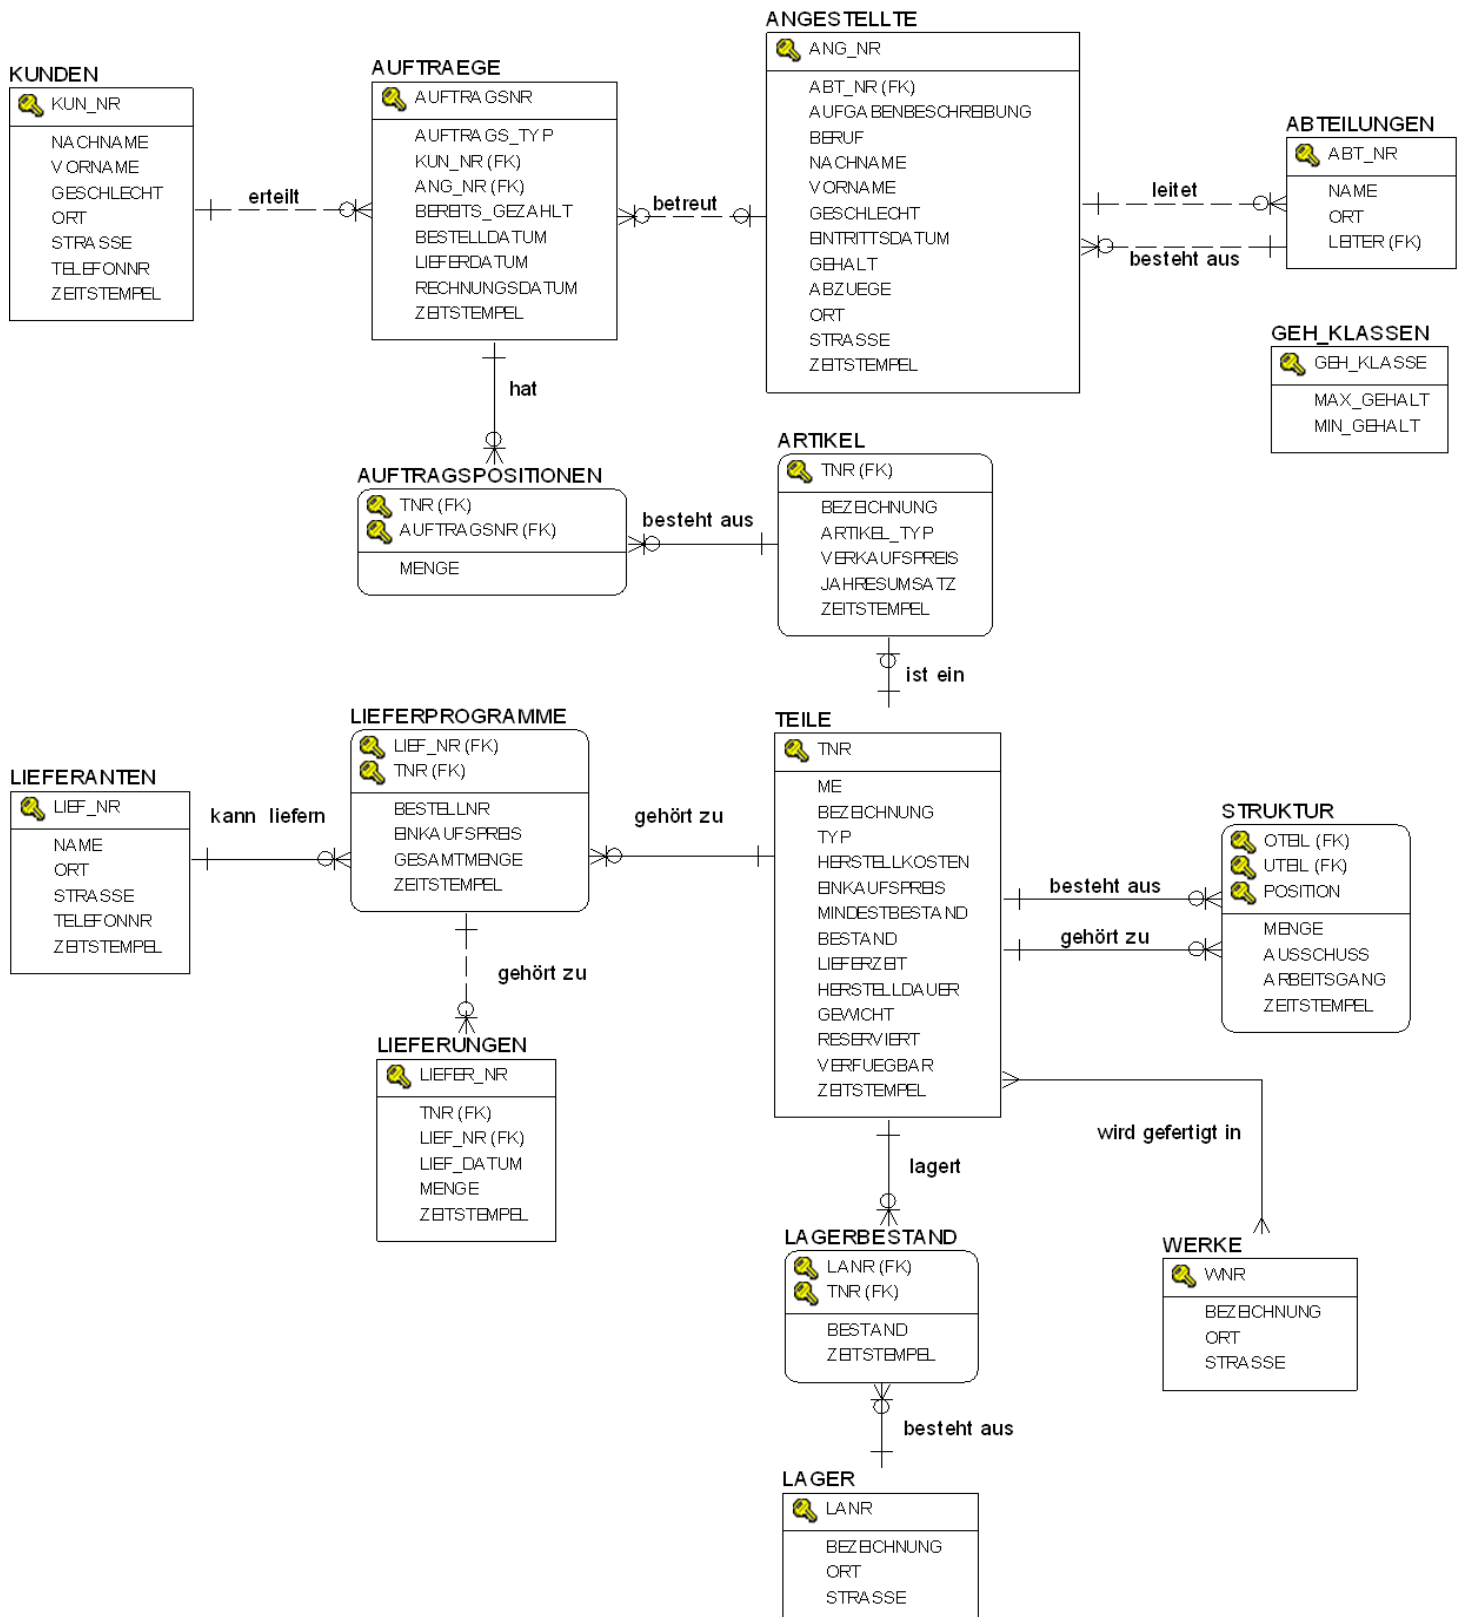 ANGESTELLTE
ANG_NR
ABT_NR (FK)
AUFGABENBESCHREIBUNG
BERUF
NACHNAME
VORNAME
GESCHLECHT
EINTRITTSDATUM
GEHALT
ABZUEGE
ORT
STRASSE
ZEITSTEMPEL
KUNDEN
KUN_NR
NACHNAME
VORNAME
GESCHLECHT
ORT
STRASSE
TELEFONNR
ZEITSTEMPEL
erteilt
AUFTRAEGE
AUFTRAGSNR
AUFTRAGS_TYP
KUN_NR (FK)
ANG_NR (FK)
BEREITS_GEZAHLT
BESTELLDATUM
LIEFERDATUM
RECHNUNGSDATUM
ZEITSTEMPEL
betreut
leitet
besteht aus
ABTEILUNGEN
ABT_NR
NAME
ORT
LEITER (FK)
GEH_KLASSEN
GEH_KLASSE
MAX_GEHALT
MIN_GEHALT
hat
AUFTRAGSPOSITIONEN
TNR (FK)
AUFTRAGSNR (FK)
MENGE
besteht aus
ARTIKEL
TNR (FK)
BEZEICHNUNG
ARTIKEL_TYP
VERKAUFSPREIS
JAHRESUMSATZ
ZEITSTEMPEL
ist ein
LIEFERPROGRAMME
LIEF_NR (FK)
TNR (FK)
BESTELLNR
EINKAUFSPREIS
GESAMTMENGE
ZEITSTEMPEL
LIEFERANTEN
LIEF_NR
NAME
ORT
STRASSE
TELEFONNR
ZEITSTEMPEL
kann liefern
gehört zu
TEILE
TNR
ME
BEZEICHNUNG
TYP
HERSTELLKOSTEN
EINKAUFSPREIS
MINDESTBESTAND
BESTAND
LIEFERZEIT
HERSTELLDAUER
GEWICHT
RESERVIERT
VERFUEGBAR
ZEITSTEMPEL
besteht aus
gehört zu
STRUKTUR
OTEIL (FK)
UTEIL (FK)
POSITION
MENGE
AUSSCHUSS
ARBEITSGANG
ZEITSTEMPEL
gehört zu
LIEFERUNGEN
LIEFER_NR
TNR (FK)
LIEF_NR (FK)
LIEF_DATUM
MENGE
ZEITSTEMPEL
wird gefertigt in
lagert
LAGERBESTAND
LANR (FK)
TNR (FK)
BESTAND
ZEITSTEMPEL
WERKE
WNR
BEZEICHNUNG
ORT
STRASSE
besteht aus
LAGER
LANR
BEZEICHNUNG
ORT
STRASSE